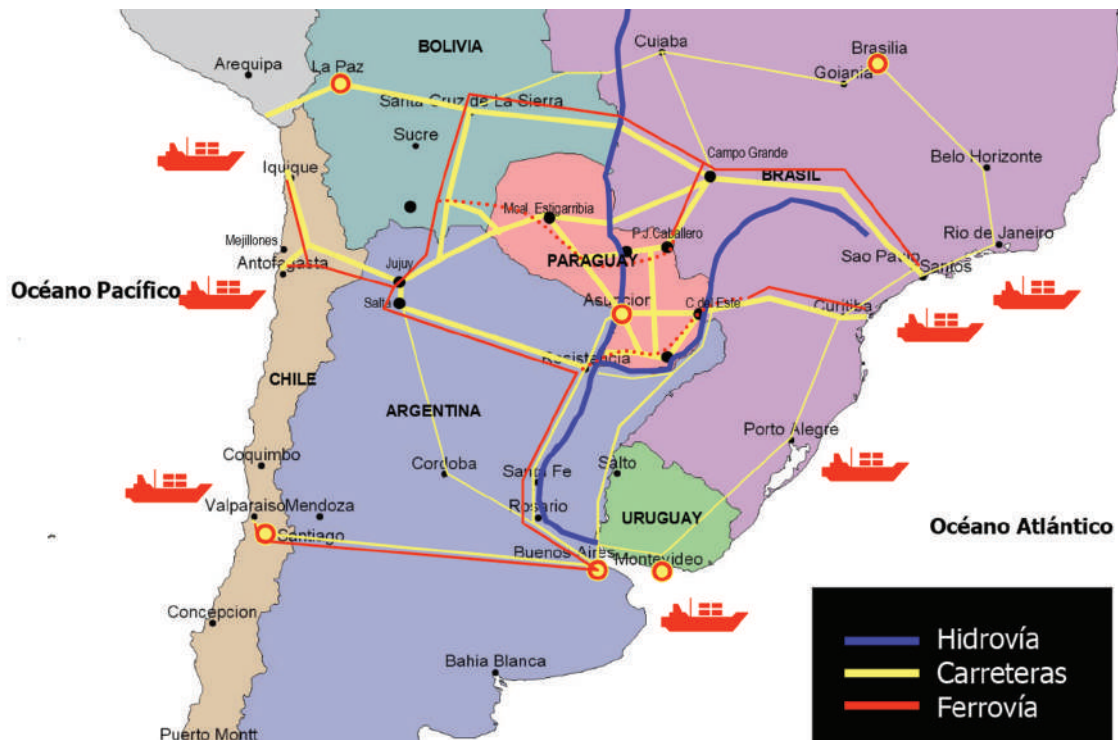 BOLIVIA
Cuiaba
Brasilia
Arequipa
La Paz
Goiania
Santa Cruz de La Sierra
Sucre
Campo Grande
Belo Horizonte
Iquique
BRASIL
Mcal. Estigarribia
Mejillones
P.J.Caballero
Rio de Janeiro
Antofagasta
Jujuy
PARAGUAY
Sao Paulo
Santos
Océano Pacífico
Salta
Asuncion
C.del Este
Curitiba
Resistencia
CHILE
ARGENTINA
Porto Alegre
Coquimbo
Cordoba
Santa Fe
Salto
Valparaiso
Mendoza
Rosario
URUGUAY
Océano Atlántico
Santiago
Buenos Aires
Montevideo
Concepcion
Hidrovía
Bahia Blanca
Carreteras
Ferrovía
Puerto Montt